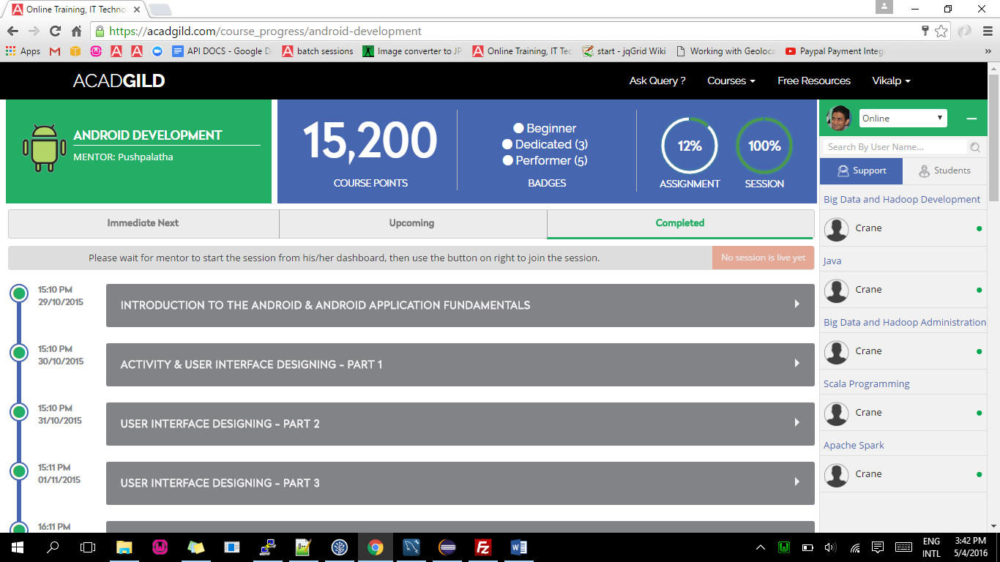 Online Training, IT Techno
https://acadgild.com/course_progress/android-development
Apps
API DOCS - Google D
batch sessions
Image converter to JP
Online Training, IT Tec
start - jqGrid Wiki
Working with Geoloca
Paypal Payment Integ
»
ACADGILD
Ask Query ?
Courses
Free Resources
Vikalp
ANDROID DEVELOPMENT
MENTOR: Pushpalatha
15,200
COURSE POINTS
Beginner
Dedicated (3)
Performer (5)
BADGES
12%
ASSIGNMENT
100%
SESSION
Immediate Next
Upcoming
Completed
Please wait for mentor to start the session from his/her dashboard, then use the button on right to join the session.
No session is live yet
15:10 PM
29/10/2015
INTRODUCTION TO THE ANDROID & ANDROID APPLICATION FUNDAMENTALS
15:10 PM
30/10/2015
ACTIVITY & USER INTERFACE DESIGNING - PART 1
15:10 PM
31/10/2015
USER INTERFACE DESIGNING - PART 2
15:11 PM
01/11/2015
USER INTERFACE DESIGNING - PART 3
16:11 PM
Online
Search By User Name...
Support
Students
Big Data and Hadoop Development
Crane
Java
Crane
Big Data and Hadoop Administration
Crane
Scala Programming
Crane
Apache Spark
Crane
ENG
INTL
3:42 PM
5/4/2016